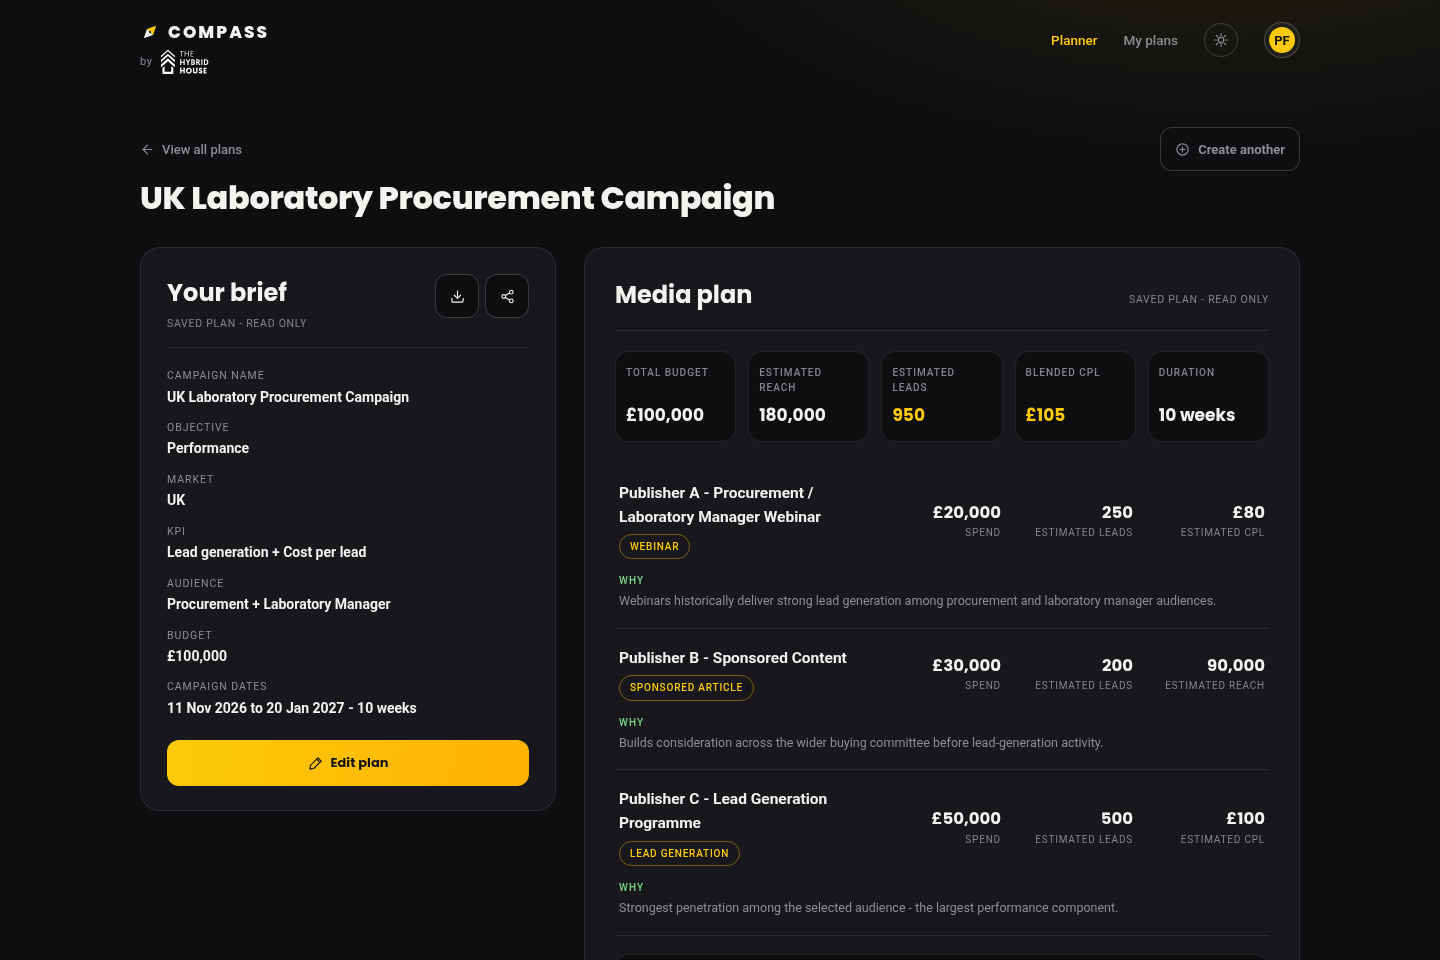 COMPASS
by THE HYBRID HOUSE
Planner
My plans
PF
View all plans
Create another
UK Laboratory Procurement Campaign
Your brief
SAVED PLAN - READ ONLY
CAMPAIGN NAME
UK Laboratory Procurement Campaign
OBJECTIVE
Performance
MARKET
UK
KPI
Lead generation + Cost per lead
AUDIENCE
Procurement + Laboratory Manager
BUDGET
£100,000
CAMPAIGN DATES
11 Nov 2026 to 20 Jan 2027 - 10 weeks
Edit plan
Media plan
SAVED PLAN - READ ONLY
TOTAL BUDGET
£100,000
ESTIMATED
REACH
180,000
ESTIMATED
LEADS
950
BLENDED CPL
£105
DURATION
10 weeks
Publisher A - Procurement /
Laboratory Manager Webinar
WEBINAR
£20,000
SPEND
250
ESTIMATED LEADS
£80
ESTIMATED CPL
WHY
Webinars historically deliver strong lead generation among procurement and laboratory manager audiences.
Publisher B - Sponsored Content
SPONSORED ARTICLE
£30,000
SPEND
200
ESTIMATED LEADS
90,000
ESTIMATED REACH
WHY
Builds consideration across the wider buying committee before lead-generation activity.
Publisher C - Lead Generation
Programme
LEAD GENERATION
£50,000
SPEND
500
ESTIMATED LEADS
£100
ESTIMATED CPL
WHY
Strongest penetration among the selected audience - the largest performance component.